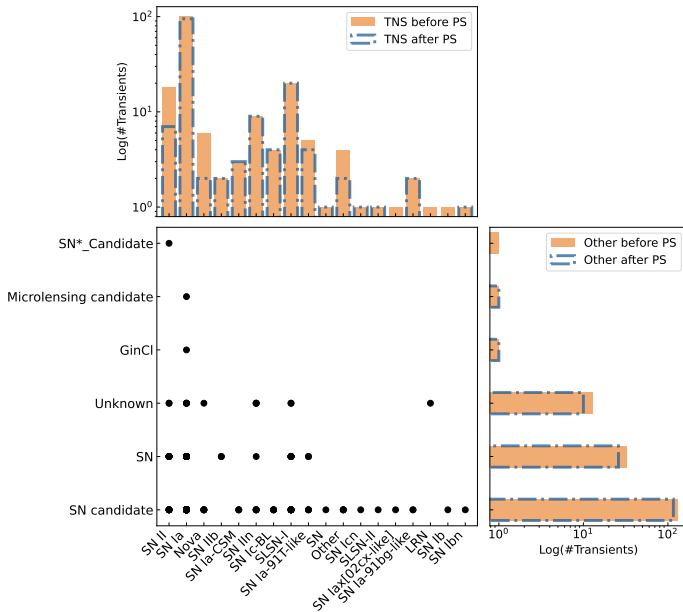 TNS before PS
TNS after PS
Log(#Transients)
10²
10¹
10⁰
SN*_Candidate
Microlensing candidate
GinCl
Unknown
SN
SN candidate
Other before PS
Other after PS
SN II
SN Ia
Nova
SN IIb
SN Ia-CSM
SN IIn
SN Ic-BL
SLSN-I
SN Ia-91T-like
SN
Other
SN Icn
SLSN-II
SN Iax[02cx-like]
SN Ia-91bg-like
LRN
SN Ib
SN Ibn
10⁰
10¹
10²
Log(#Transients)